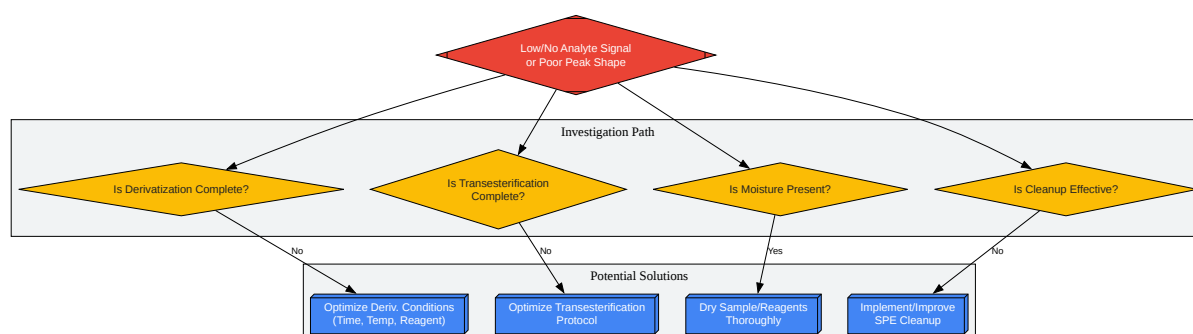 Low/No Analyte Signal
or Poor Peak Shape
Investigation Path
Is Derivatization Complete?
Is Transesterification
Complete?
Is Moisture Present?
Is Cleanup Effective?
No
No
Yes
No
Potential Solutions
Optimize Deriv. Conditions
(Time, Temp, Reagent)
Optimize Transesterification
Protocol
Dry Sample/Reagents
Thoroughly
Implement/Improve
SPE Cleanup